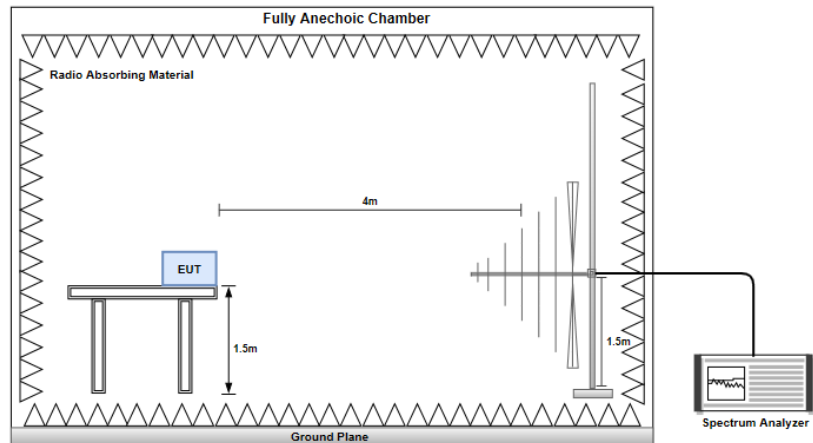 Fully Anechoic Chamber
Radio Absorbing Material
4m
EUT
1.5m
1.5m
Spectrum Analyzer
Ground Plane